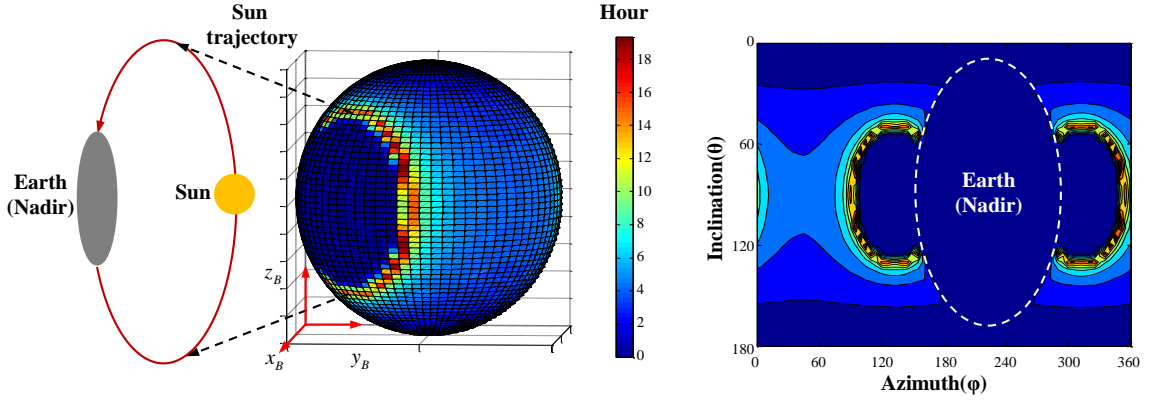 Sun
trajectory
Earth
(Nadir)
Sun
z_B
x_B
y_B
Hour
18
16
14
12
10
8
6
4
2
0
Inclination(θ)
0
60
120
180
Earth
(Nadir)
0
60
120
180
240
300
360
Azimuth(φ)